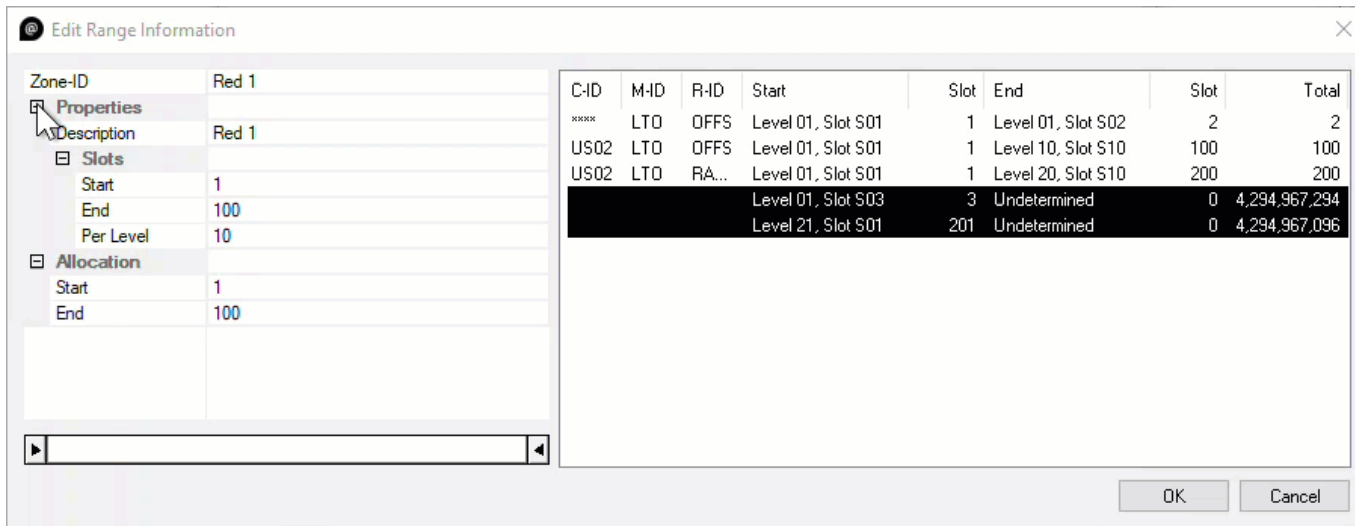 Edit Range Information
Zone-ID Red 1
Properties
Description Red 1
Slots
Start 1
End 100
Per Level 10
Allocation
Start 1
End 100
C-ID M-ID R-ID Start Slot End Slot Total
**** LTO OFFS Level 01, Slot S01 1 Level 01, Slot S02 2 2
US02 LTO OFFS Level 01, Slot S01 1 Level 10, Slot S10 100 100
US02 LTO RA... Level 01, Slot S01 1 Level 20, Slot S10 200 200
Level 01, Slot S03 3 Undetermined 0 4,294,967,294
Level 21, Slot S01 201 Undetermined 0 4,294,967,096
OK Cancel